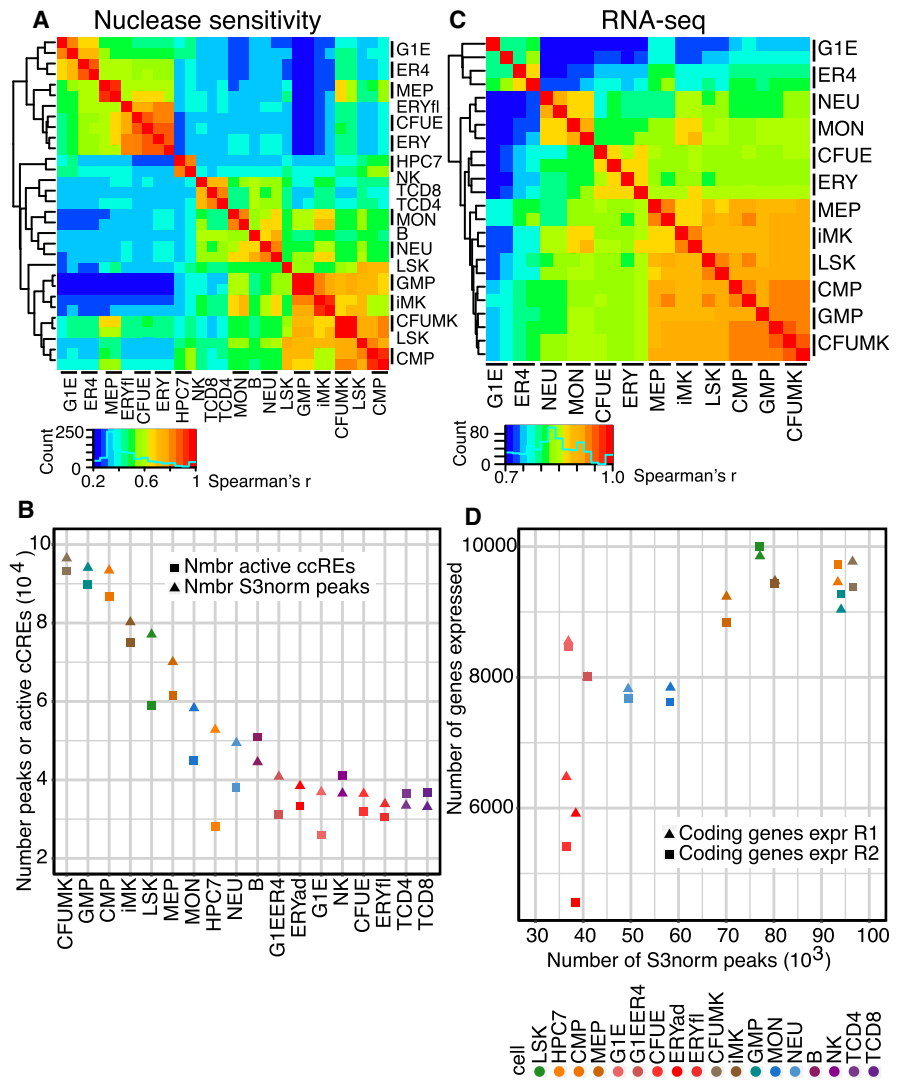 A Nuclease sensitivity
G1E
ER4
MEP
ERYfl
CFUE
ERY
HPC7
NK
TCD8
TCD4
MON
B
NEU
LSK
GMP
iMK
CFUMK
LSK
CMP
G1E ER4 MEP ERYfl CFUE ERY HPC7 NK TCD8 TCD4 MON B NEU LSK GMP iMK CFUMK LSK CMP
Count
250
0
0.2 0.6 1 Spearman's r
C RNA-seq
G1E
ER4
NEU
MON
CFUE
ERY
MEP
iMK
LSK
CMP
GMP
CFUMK
G1E ER4 NEU MON CFUE ERY MEP iMK LSK CMP GMP CFUMK
Count
80
0
0.7 1.0 Spearman's r
B
Number peaks or active cCREs (10⁴)
10
8
6
4
2
Nmbr active ccREs
Nmbr S3norm peaks
CFUMK GMP CMP iMK LSK MEP MON HPC7 NEU B G1EER4 ERYad G1E NK CFUE ERYfl TCD4 TCD8
D
Number of genes expressed
10000
8000
6000
Coding genes expr R1
Coding genes expr R2
30 40 50 60 70 80 90 100
Number of S3norm peaks (10³)
cell LSK HPC7 CMP MEP G1E G1EER4 CFUE ERYad ERYfl CFUMK iMK GMP MON NEU B NK TCD4 TCD8